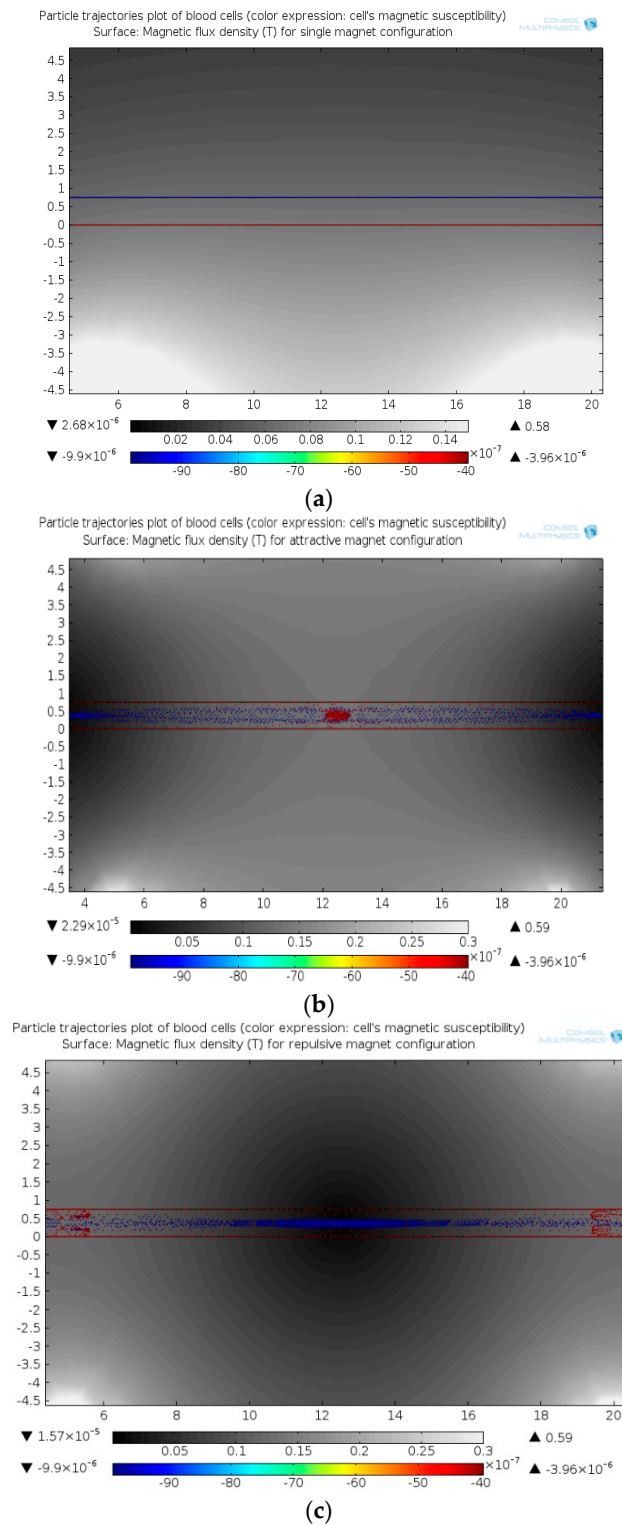 Particle trajectories plot of blood cells (color expression: cell's magnetic susceptibility)
Surface: Magnetic flux density (T) for single magnet configuration
COMSOL
MULTIPHYSICS
4.5
4
3.5
3
2.5
2
1.5
1
0.5
0
-0.5
-1
-1.5
-2
-2.5
-3
-3.5
-4
-4.5
6 8 10 12 14 16 18 20
▼ 2.68×10⁻⁶ ▲ 0.58
0.02 0.04 0.06 0.08 0.1 0.12 0.14
▼ -9.9×10⁻⁶ ×10⁻⁷ ▲ -3.96×10⁻⁶
-90 -80 -70 -60 -50 -40
(a)
Particle trajectories plot of blood cells (color expression: cell's magnetic susceptibility)
Surface: Magnetic flux density (T) for attractive magnet configuration
COMSOL
MULTIPHYSICS
4.5
4
3.5
3
2.5
2
1.5
1
0.5
0
-0.5
-1
-1.5
-2
-2.5
-3
-3.5
-4
-4.5
4 6 8 10 12 14 16 18 20
▼ 2.29×10⁻⁵ ▲ 0.59
0.05 0.1 0.15 0.2 0.25 0.3
▼ -9.9×10⁻⁶ ×10⁻⁷ ▲ -3.96×10⁻⁶
-90 -80 -70 -60 -50 -40
(b)
Particle trajectories plot of blood cells (color expression: cell's magnetic susceptibility)
Surface: Magnetic flux density (T) for repulsive magnet configuration
COMSOL
MULTIPHYSICS
4.5
4
3.5
3
2.5
2
1.5
1
0.5
0
-0.5
-1
-1.5
-2
-2.5
-3
-3.5
-4
-4.5
6 8 10 12 14 16 18 20
▼ 1.57×10⁻⁵ ▲ 0.59
0.05 0.1 0.15 0.2 0.25 0.3
▼ -9.9×10⁻⁶ ×10⁻⁷ ▲ -3.96×10⁻⁶
-90 -80 -70 -60 -50 -40
(c)